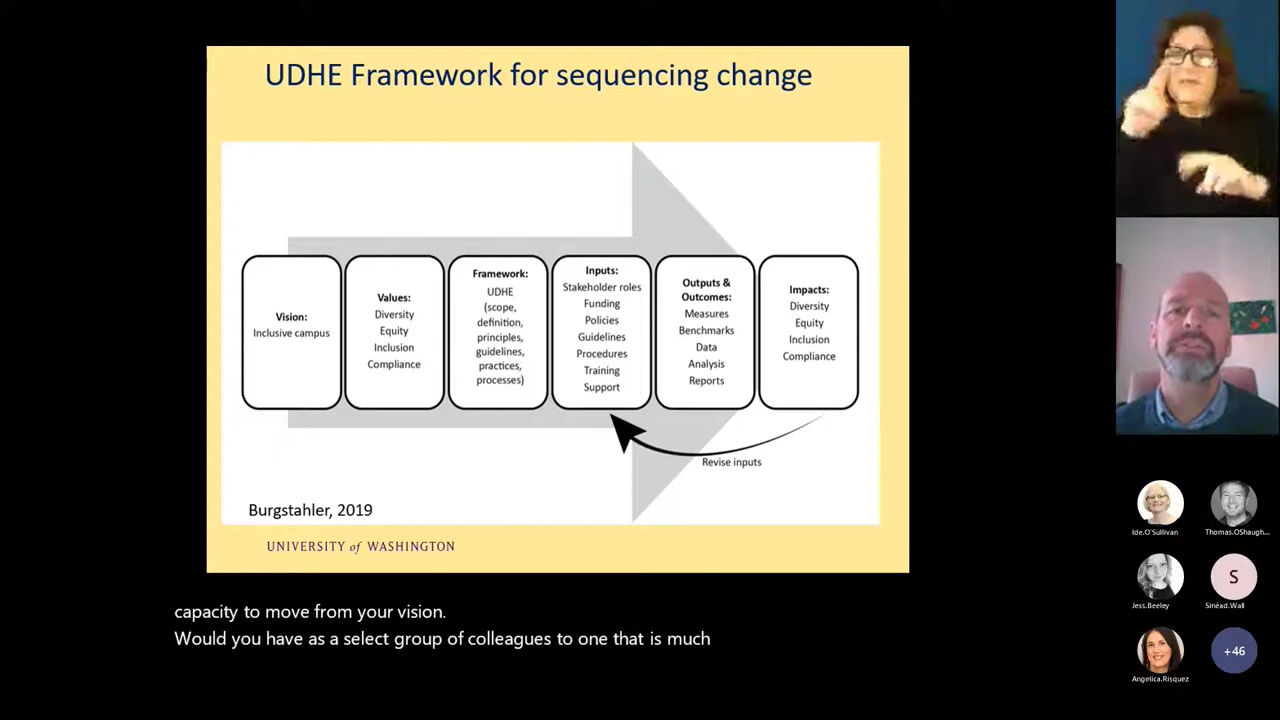 UDHE Framework for sequencing change
Vision:
Inclusive campus
Values:
Diversity
Equity
Inclusion
Compliance
Framework:
UDHE
(scope,
definition,
principles,
guidelines,
practices,
processes)
Inputs:
Stakeholder roles
Funding
Policies
Guidelines
Procedures
Training
Support
Outputs &
Outcomes:
Measures
Benchmarks
Data
Analysis
Reports
Impacts:
Diversity
Equity
Inclusion
Compliance
Revise inputs
Burgstahler, 2019
UNIVERSITY of WASHINGTON
capacity to move from your vision.
Would you have as a select group of colleagues to one that is much
Ide.O'Sullivan
Thomas.OShaugh...
Jess.Beeley
S
Sinéad.Wall
Angelica.Risquez
+46